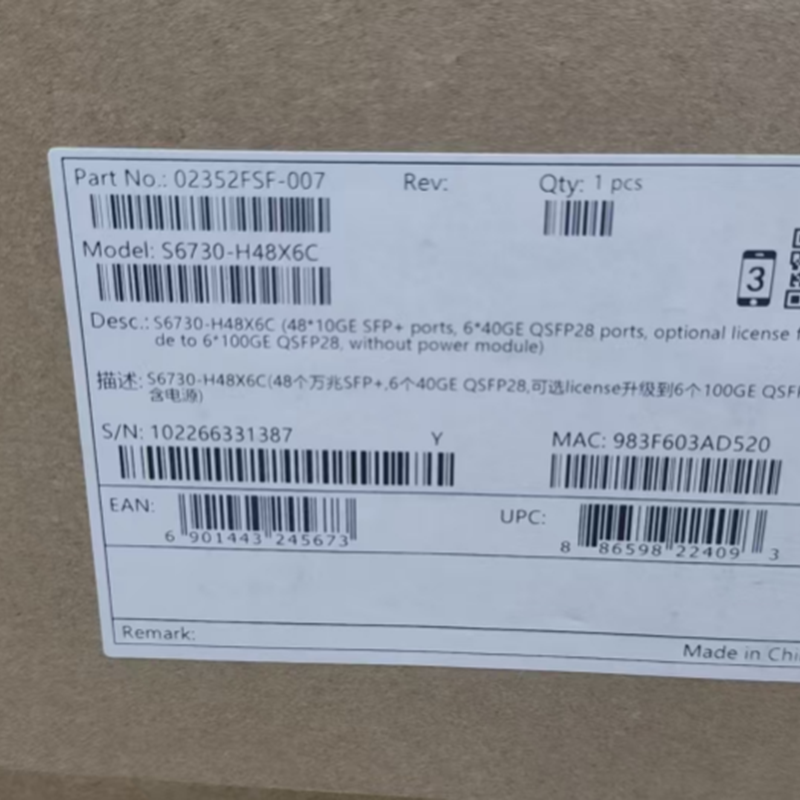 Part No.: 02352FSF-007 Rev: Qty: 1 pcs
Model: S6730-H48X6C
3
Desc.: S6730-H48X6C (48*10GE SFP+ ports, 6*40GE QSFP28 ports, optional license
de to 6*100GE QSFP28, without power module)
描述: S6730-H48X6C(48个万兆SFP+,6个40GE QSFP28,可选license升级到6个100GE QSF
含电源)
S/N: 102266331387 Y MAC: 983F603AD520
EAN: 6 901443 245673 UPC: 8 86598 22409 3
Remark:
Made in Chi